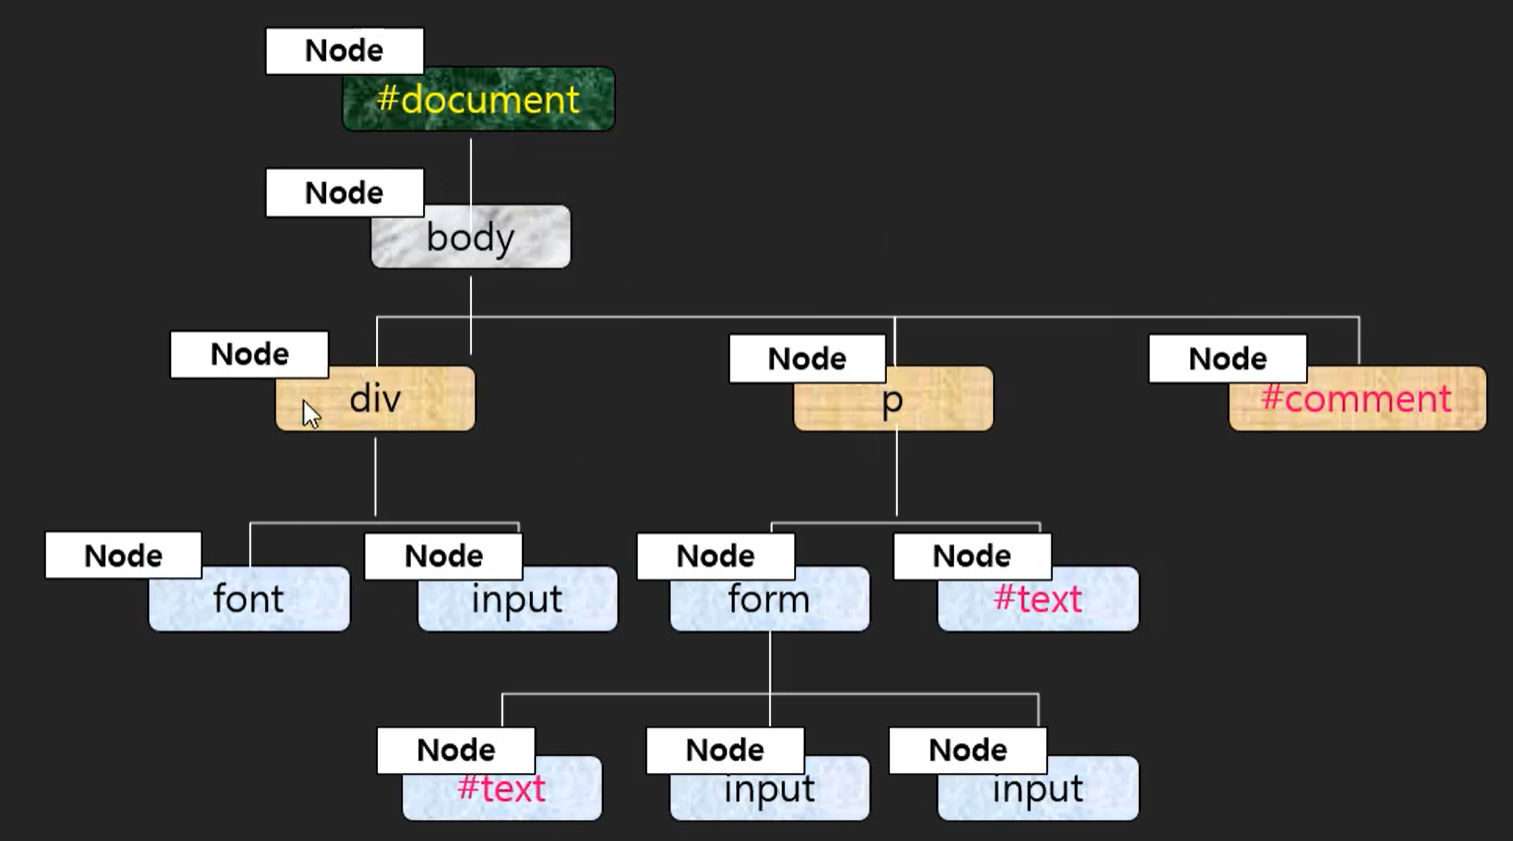 Node
#document
Node
body
Node
div
Node
p
Node
#comment
Node
font
Node
input
Node
form
Node
#text
Node
#text
Node
input
Node
input